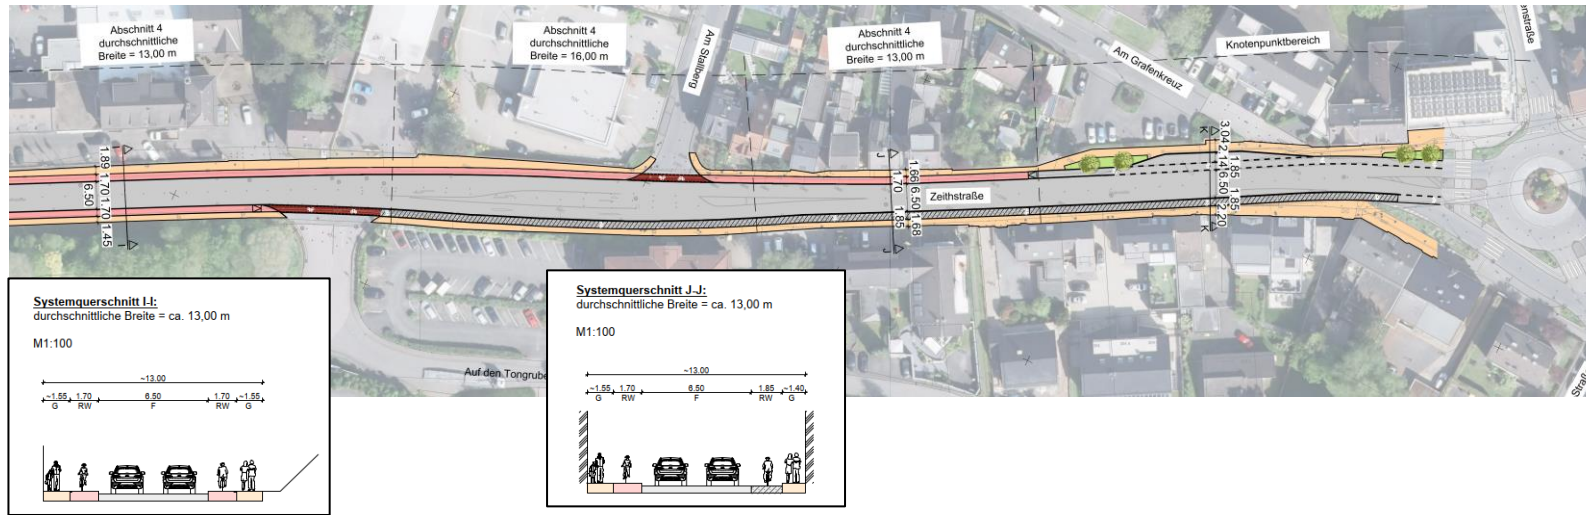 Abschnitt 4
durchschnittliche
Breite = 13,00 m
Abschnitt 4
durchschnittliche
Breite = 16,00 m
Am Stallberg
Abschnitt 4
durchschnittliche
Breite = 13,00 m
Am Grafenkreuz
Knotenpunktbereich
enstraße
1.89
1.70
6.50
1.70
1.45
J
1.66
1.70
6.50
1.85
1.68
J
Zeithstraße
K
3.04
2.14
1.85
6.50
1.85
2.20
K
Auf den Tongrube
Straß
Systemquerschnitt I-I:
durchschnittliche Breite = ca. 13,00 m
M1:100
~13.00
~1.55 1.70 6.50 1.70 ~1.55
G RW F RW G
Systemquerschnitt J-J:
durchschnittliche Breite = ca. 13,00 m
M1:100
~13.00
~1.55 1.70 6.50 1.85 ~1.40
G RW F RW G